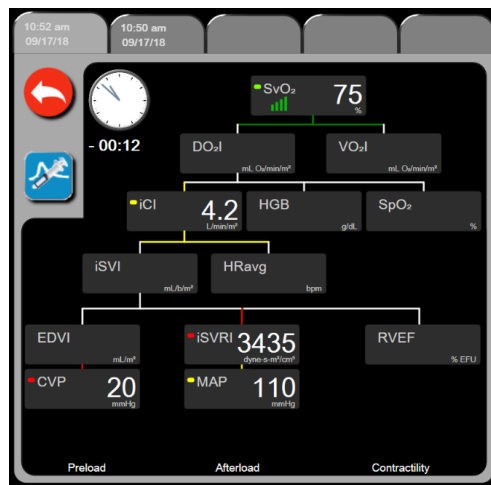 10:52 am
09/17/18
10:50 am
09/17/18
- 00:12
SvO₂
75
%
DO₂I
mL O₂/min/m²
VO₂I
mL O₂/min/m²
iCI
4.2
L/min/m²
HGB
g/dL
SpO₂
%
iSVI
mL/b/m²
HRavg
bpm
EDVI
mL/m²
iSVRI
3435
dyne-s-m²/cm⁵
RVEF
% EFU
CVP
20
mmHg
MAP
110
mmHg
Preload
Afterload
Contractility